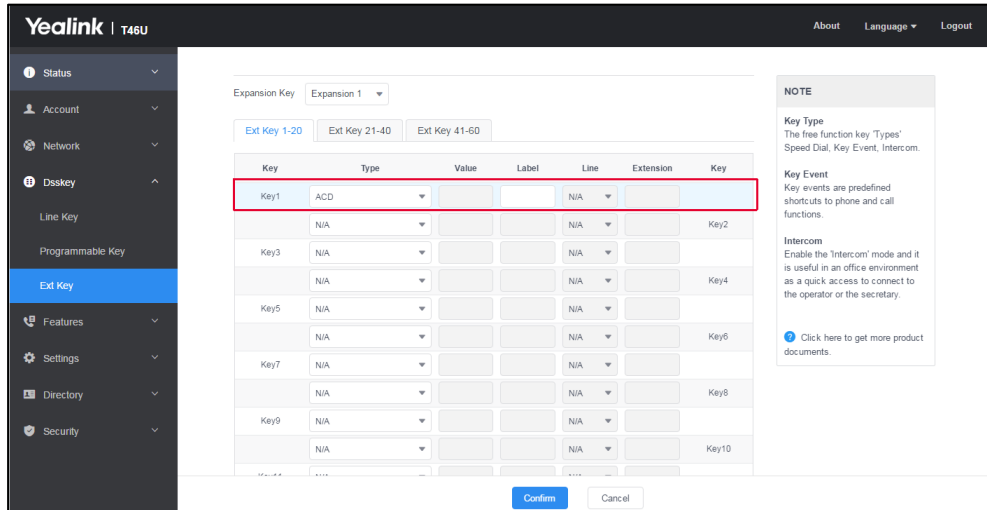 Yealink | T46U
About Language Logout
Status
Account
Network
Dsskey
Line Key
Programmable Key
Ext Key
Features
Settings
Directory
Security
Expansion Key Expansion 1
Ext Key 1-20 Ext Key 21-40 Ext Key 41-60
Key Type Value Label Line Extension Key
Key1 ACD N/A
N/A N/A Key2
Key3 N/A N/A
N/A N/A Key4
Key5 N/A N/A
N/A N/A Key6
Key7 N/A N/A
N/A N/A Key8
Key9 N/A N/A
N/A N/A Key10
Confirm Cancel
NOTE
Key Type
The free function key 'Types'
Speed Dial, Key Event, Intercom.
Key Event
Key events are predefined
shortcuts to phone and call
functions.
Intercom
Enable the 'Intercom' mode and it
is useful in an office environment
as a quick access to connect to
the operator or the secretary.
Click here to get more product
documents.